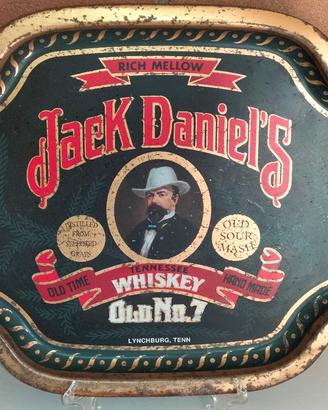 RICH MELLOW
Jack Daniel's
DISTILLED
FROM
SELECTED
GRAIN
OLD
SOUR
MASH
OLD TIME
TENNESSEE
WHISKEY
HAND MADE
OLD No. 7
LYNCHBURG, TENN